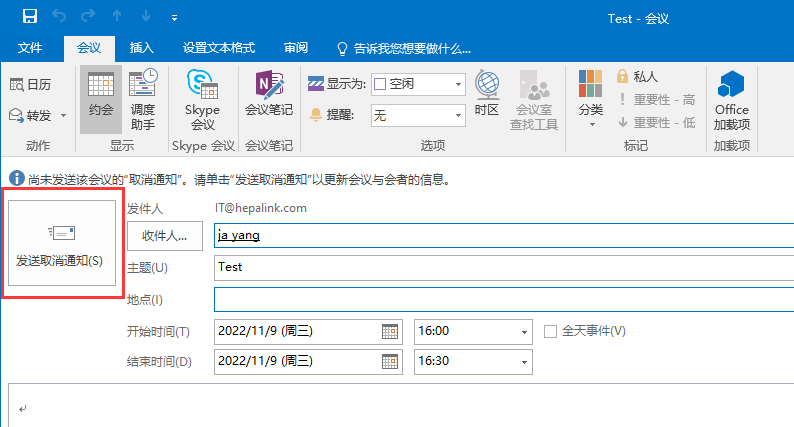 Test - 会议
文件 会议 插入 设置文本格式 审阅 告诉我您想要做什么...
日历
转发
动作
约会
调度
助手
显示
Skype
会议
Skype 会议
会议笔记
会议笔记
显示为: 空闲
提醒: 无
时区
会议室
查找工具
选项
分类
私人
重要性 - 高
重要性 - 低
标记
Office
加载项
加载项
尚未发送该会议的“取消通知”。请单击“发送取消通知”以更新会议与会者的信息。
发送取消通知(S)
发件人 IT@hepalink.com
收件人... ja yang
主题(U) Test
地点(I)
开始时间(T) 2022/11/9 (周三) 16:00 全天事件(V)
结束时间(D) 2022/11/9 (周三) 16:30